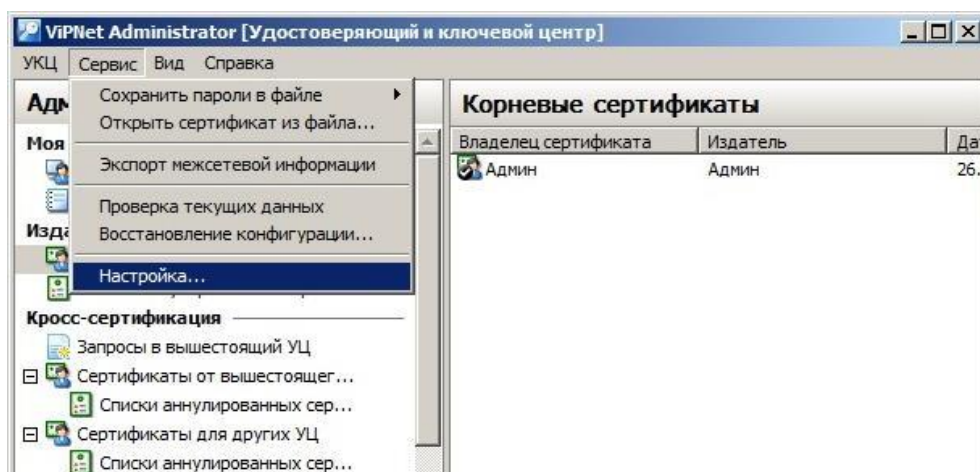 ViPNet Administrator [Удостоверяющий и ключевой центр]
УКЦ Сервис Вид Справка
Сохранить пароли в файле
Открыть сертификат из файла...
Экспорт межсетевой информации
Проверка текущих данных
Восстановление конфигурации...
Настройка...
Адм
Моя
Изда
Кросс-сертификация
Запросы в вышестоящий УЦ
Сертификаты от вышестоящег...
Списки аннулированных сер...
Сертификаты для других УЦ
Списки аннулированных сер...
Корневые сертификаты
Владелец сертификата Издатель Да
Админ Админ 26.